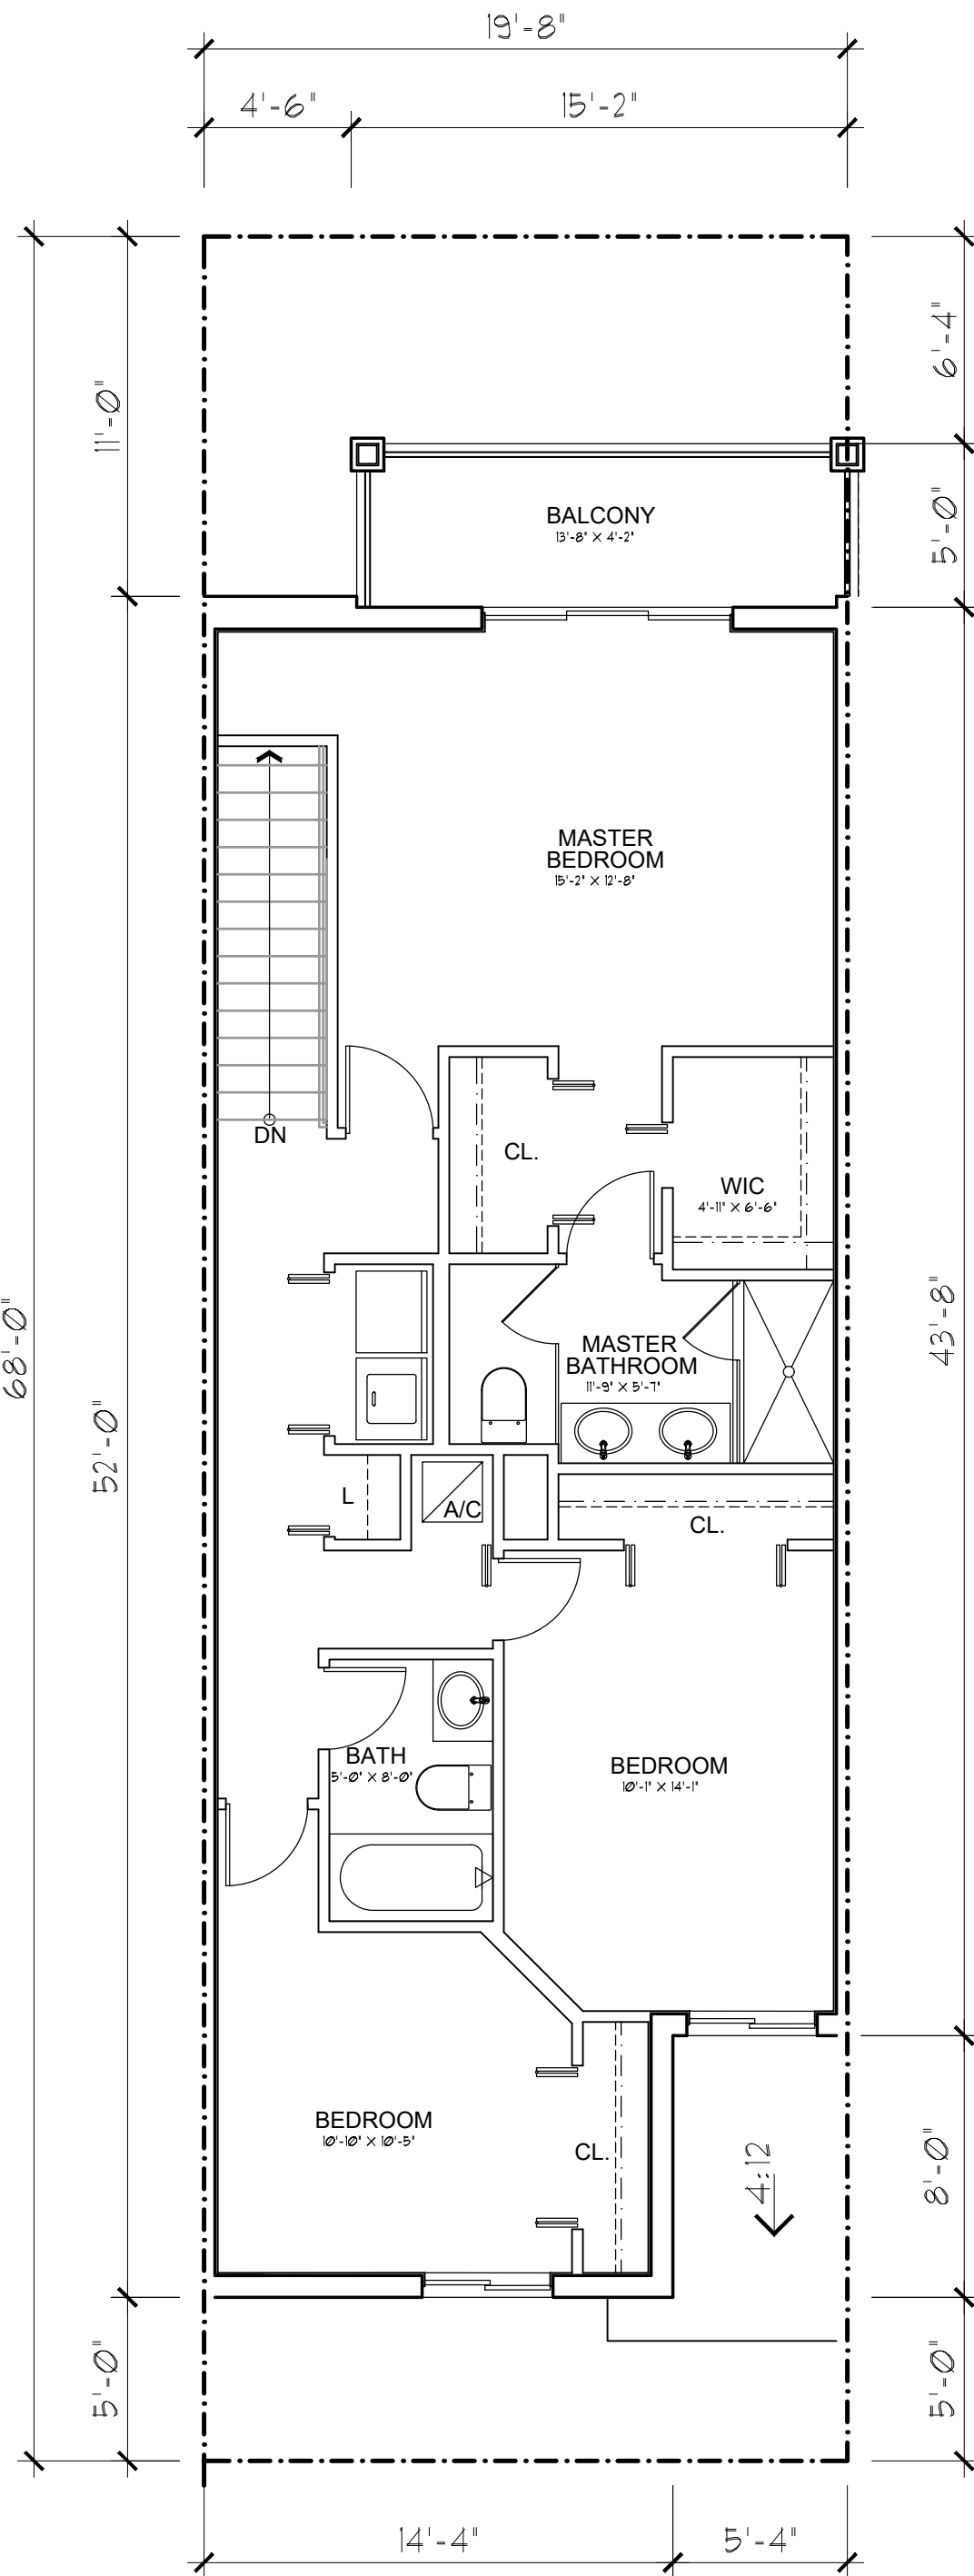 19'-8"
4'-6"
15'-2"
6'-4"
11'-0"
5'-0"
BALCONY
13'-8" X 4'-2"
MASTER
BEDROOM
15'-2" X 12'-8"
DN
CL.
WIC
4'-11" X 6'-6"
68'-0"
43'-8"
MASTER
BATHROOM
11'-9" X 5'-7"
52'-0"
L
A/C
CL.
BATH
5'-0" X 8'-0"
BEDROOM
10'-1" X 14'-1"
BEDROOM
10'-10" X 10'-5"
CL.
4:12
8'-0"
5'-0"
5'-0"
14'-4"
5'-4"